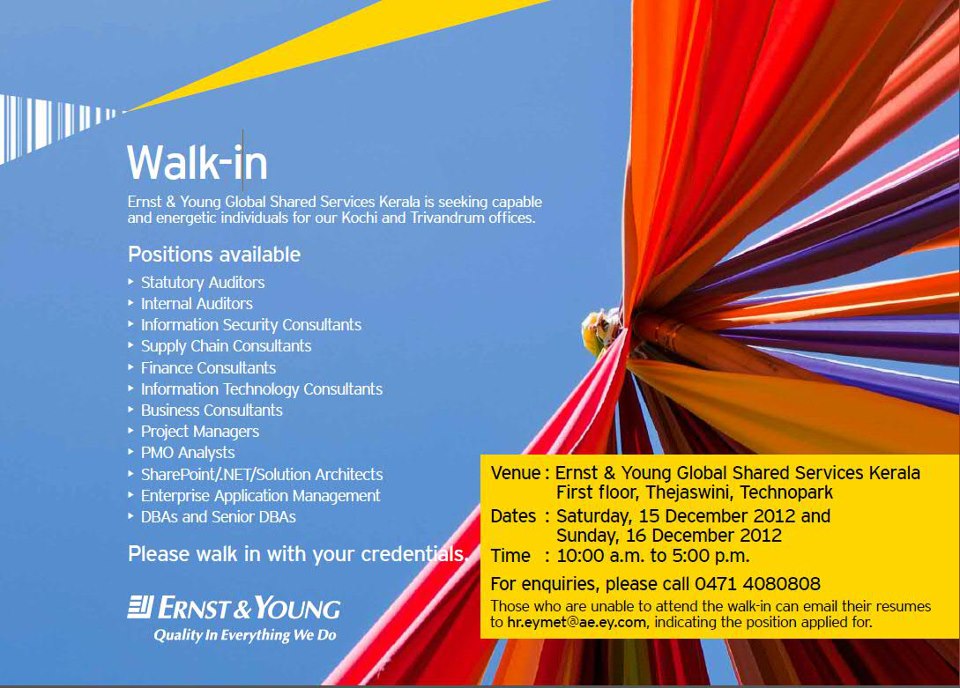 Walk-in
Ernst & Young Global Shared Services Kerala is seeking capable
and energetic individuals for our Kochi and Trivandrum offices.
Positions available
‣ Statutory Auditors
‣ Internal Auditors
‣ Information Security Consultants
‣ Supply Chain Consultants
‣ Finance Consultants
‣ Information Technology Consultants
‣ Business Consultants
‣ Project Managers
‣ PMO Analysts
‣ SharePoint/.NET/Solution Architects
‣ Enterprise Application Management
‣ DBAs and Senior DBAs
Please walk in with your credentials.
ERNST & YOUNG
Quality In Everything We Do
Venue : Ernst & Young Global Shared Services Kerala
First floor, Thejaswini, Technopark
Dates : Saturday, 15 December 2012 and
Sunday, 16 December 2012
Time : 10:00 a.m. to 5:00 p.m.
For enquiries, please call 0471 4080808
Those who are unable to attend the walk-in can email their resumes
to hr.eymet@ae.ey.com, indicating the position applied for.